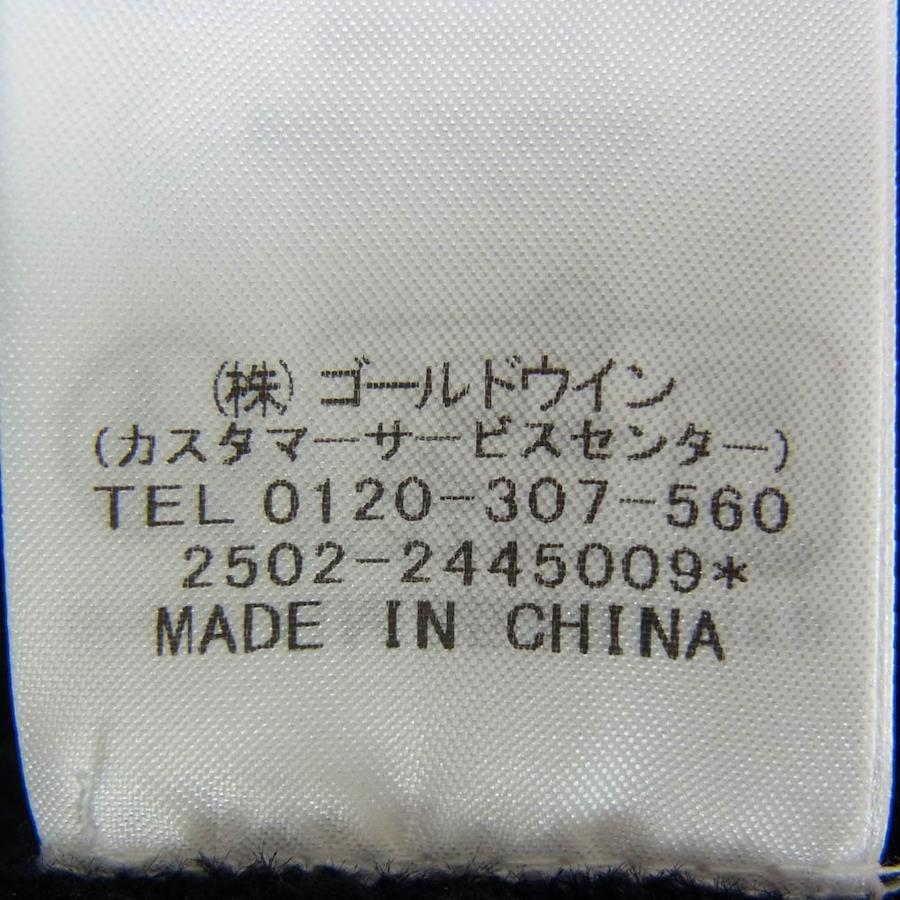 (株)ゴールドウイン
(カスタマーサービスセンター)
TEL 0120-307-560
2502-2445009*
MADE IN CHINA